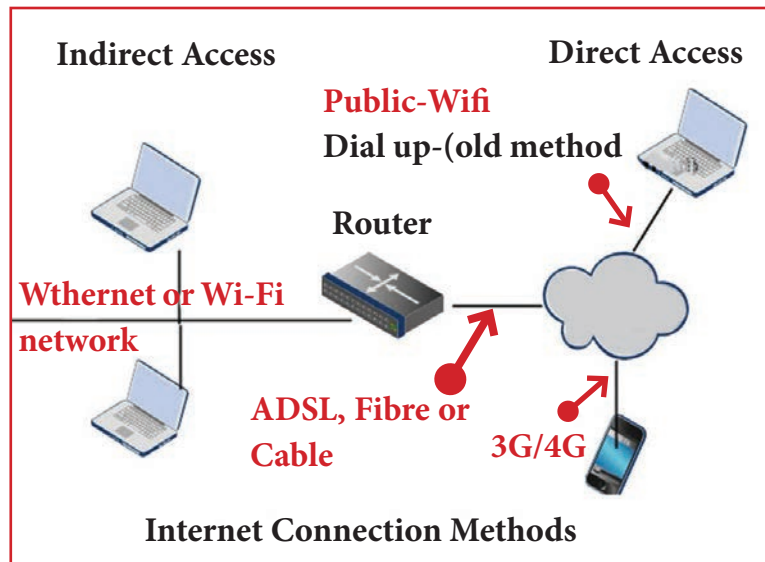 Indirect Access
Direct Access
Public-Wifi
Dial up-(old method
Router
Wthernet or Wi-Fi
network
ADSL, Fibre or
Cable
3G/4G
Internet Connection Methods